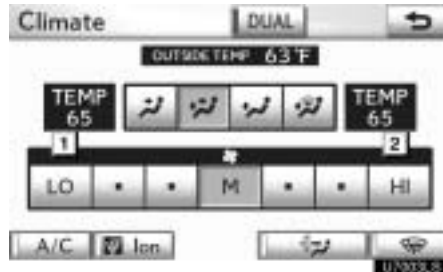 Climate DUAL
OUTSIDE TEMP 63°F
TEMP 65 TEMP 65
1 2
LO M HI
A/C Ion